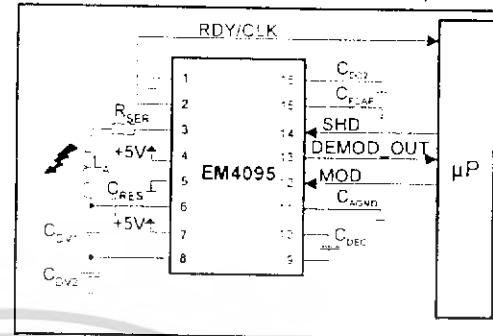 RDY/CLK
1
16
C_DC2
2
15
C_FCAP
R_SER
3
14
SHD
+5V
4
13
DEMOD_OUT
L_A
EM4095
µP
C_RES
5
12
MOD
6
11
C_AGND
+5V
C_DV1
7
10
C_DEC
8
9
C_DV2